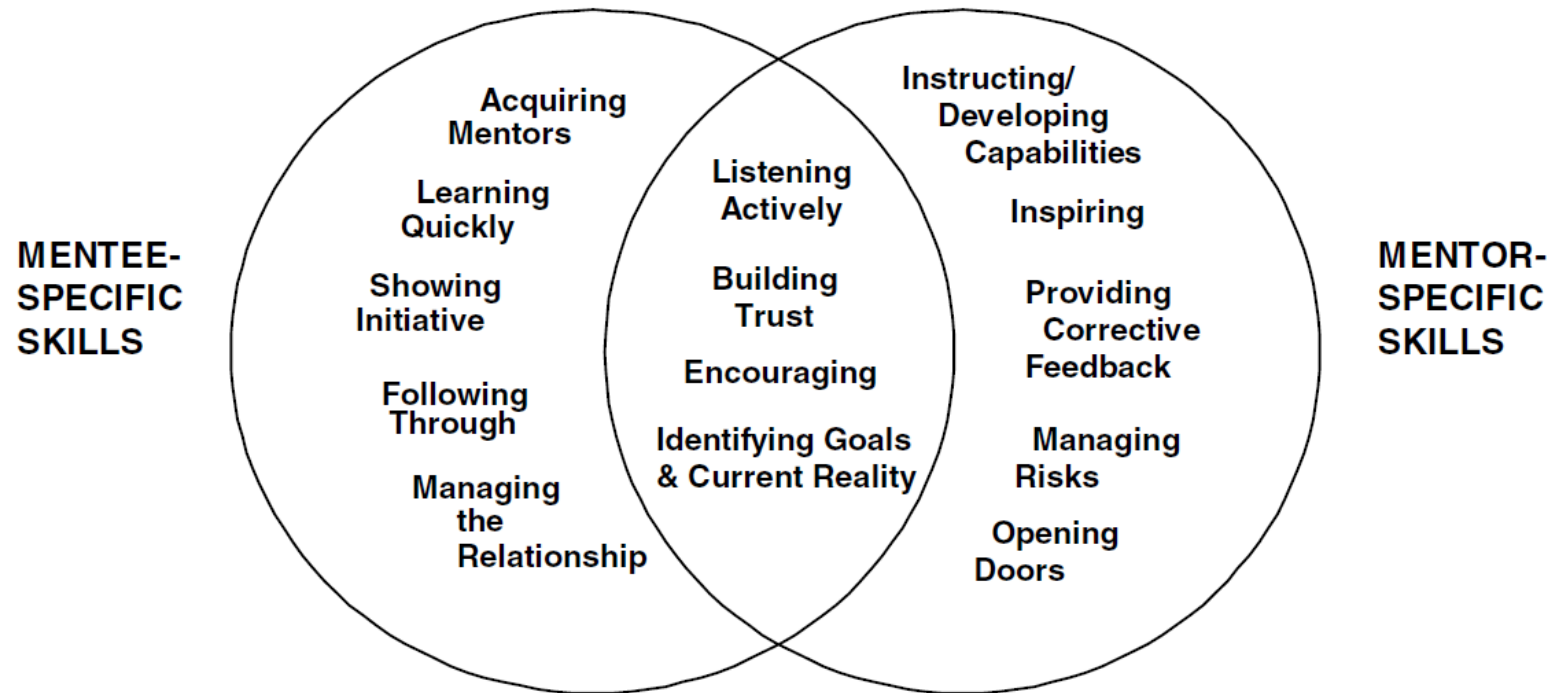 MENTEE-
SPECIFIC
SKILLS
Acquiring
Mentors
Learning
Quickly
Showing
Initiative
Following
Through
Managing
the
Relationship
Listening
Actively
Building
Trust
Encouraging
Identifying Goals
& Current Reality
Instructing/
Developing
Capabilities
Inspiring
Providing
Corrective
Feedback
Managing
Risks
Opening
Doors
MENTOR-
SPECIFIC
SKILLS